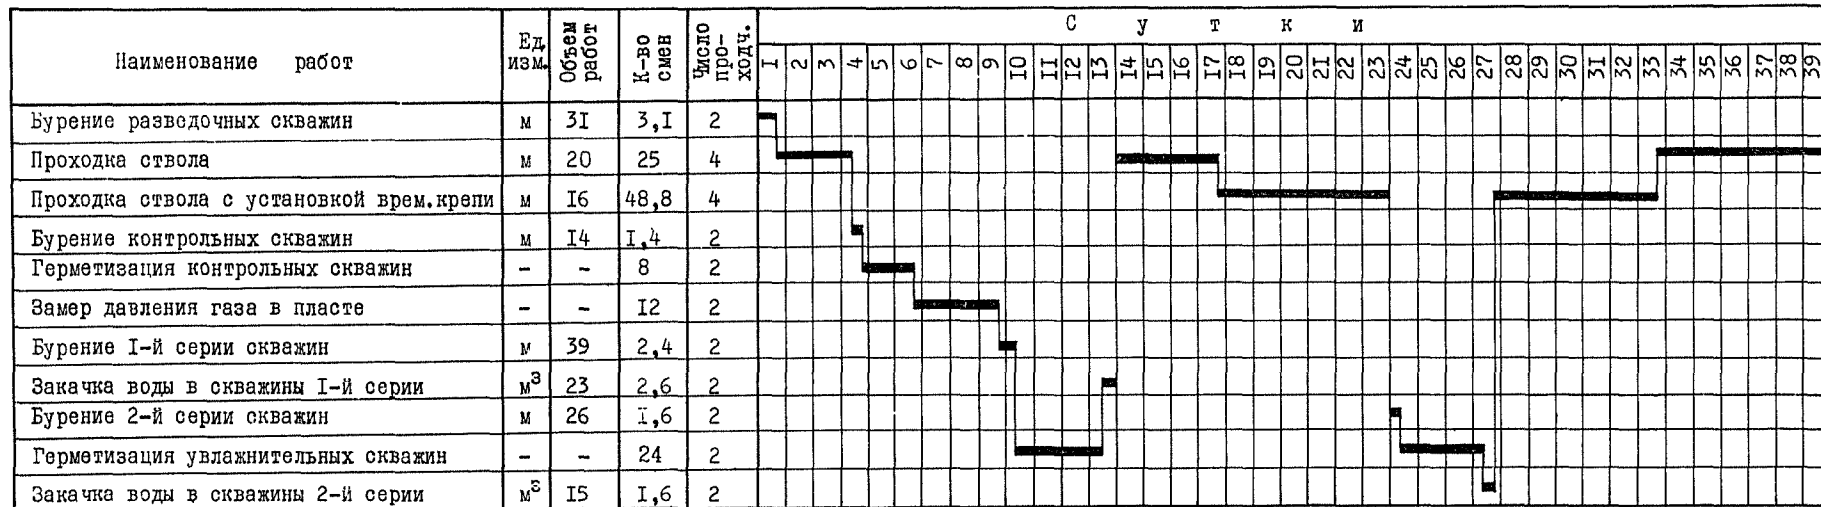 Наименование работ
Ед. изм.
Объем работ
К-во смен
Число про- ходч.
Сутки
I 2 3 4 5 6 7 8 9 I0 II I2 I3 I4 I5 I6 I7 I8 I9 20 2I 22 23 24 25 26 27 28 29 30 3I 32 33 34 35 36 37 38 39
Бурение разведочных скважин м 3I 3,I 2
Проходка ствола м 20 25 4
Проходка ствола с установкой врем.крепи м I6 48,8 4
Бурение контрольных скважин м I4 I,4 2
Герметизация контрольных скважин - - 8 2
Замер давления газа в пласте - - I2 2
Бурение I-й серии скважин м 39 2,4 2
Закачка воды в скважины I-й серии м³ 23 2,6 2
Бурение 2-й серии скважин м 26 I,6 2
Герметизация увлажнительных скважин - - 24 2
Закачка воды в скважины 2-й серии м³ I5 I,6 2